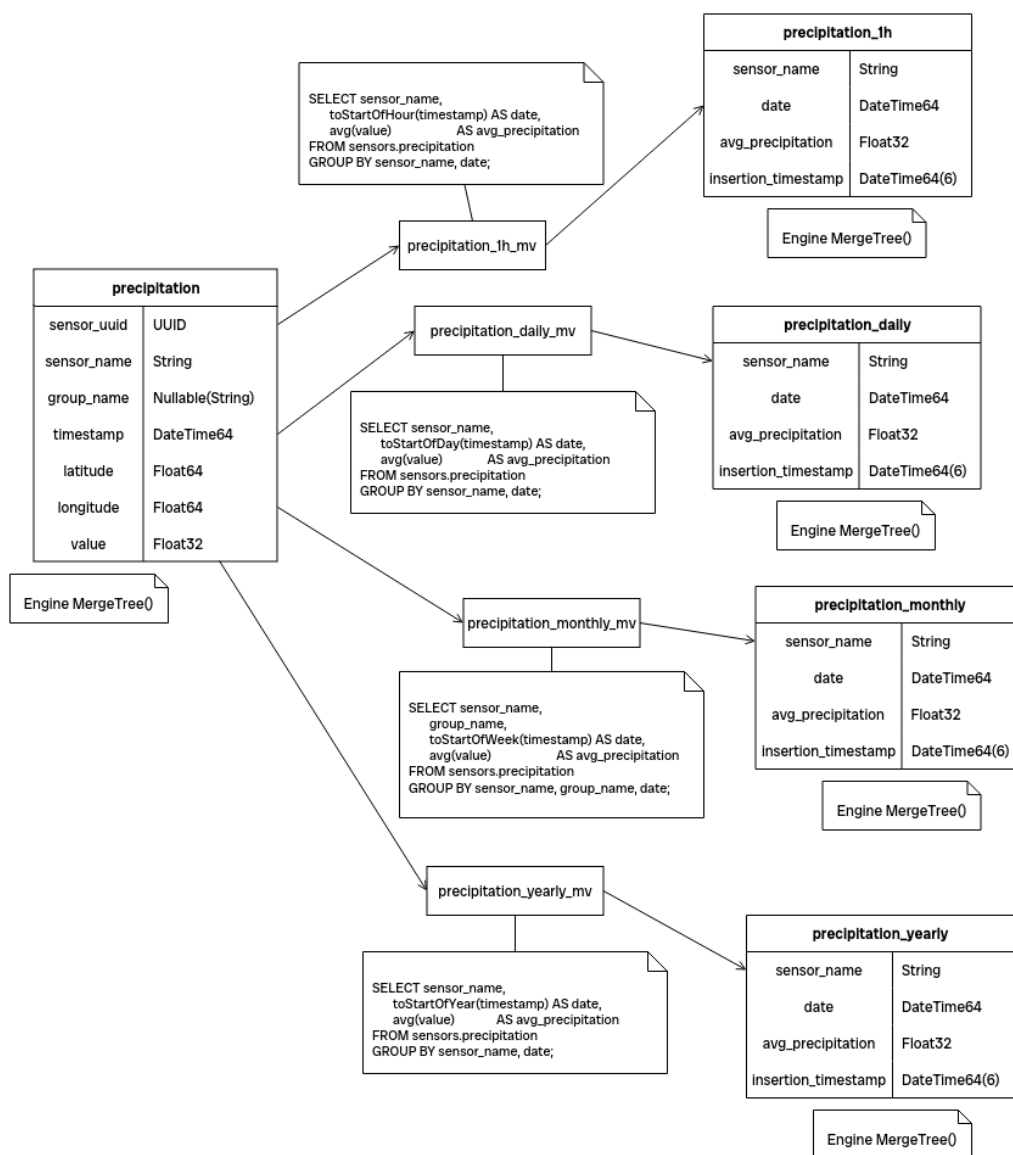 precipitation_1h
sensor_name String
date DateTime64
avg_precipitation Float32
insertion_timestamp DateTime64(6)
Engine MergeTree()
SELECT sensor_name,
toStartOfHour(timestamp) AS date,
avg(value) AS avg_precipitation
FROM sensors.precipitation
GROUP BY sensor_name, date;
precipitation_1h_mv
precipitation
sensor_uuid UUID
sensor_name String
group_name Nullable(String)
timestamp DateTime64
latitude Float64
longitude Float64
value Float32
Engine MergeTree()
precipitation_daily_mv
SELECT sensor_name,
toStartOfDay(timestamp) AS date,
avg(value) AS avg_precipitation
FROM sensors.precipitation
GROUP BY sensor_name, date;
precipitation_daily
sensor_name String
date DateTime64
avg_precipitation Float32
insertion_timestamp DateTime64(6)
Engine MergeTree()
precipitation_monthly_mv
SELECT sensor_name,
group_name,
toStartOfWeek(timestamp) AS date,
avg(value) AS avg_precipitation
FROM sensors.precipitation
GROUP BY sensor_name, group_name, date;
precipitation_monthly
sensor_name String
date DateTime64
avg_precipitation Float32
insertion_timestamp DateTime64(6)
Engine MergeTree()
precipitation_yearly_mv
SELECT sensor_name,
toStartOfYear(timestamp) AS date,
avg(value) AS avg_precipitation
FROM sensors.precipitation
GROUP BY sensor_name, date;
precipitation_yearly
sensor_name String
date DateTime64
avg_precipitation Float32
insertion_timestamp DateTime64(6)
Engine MergeTree()